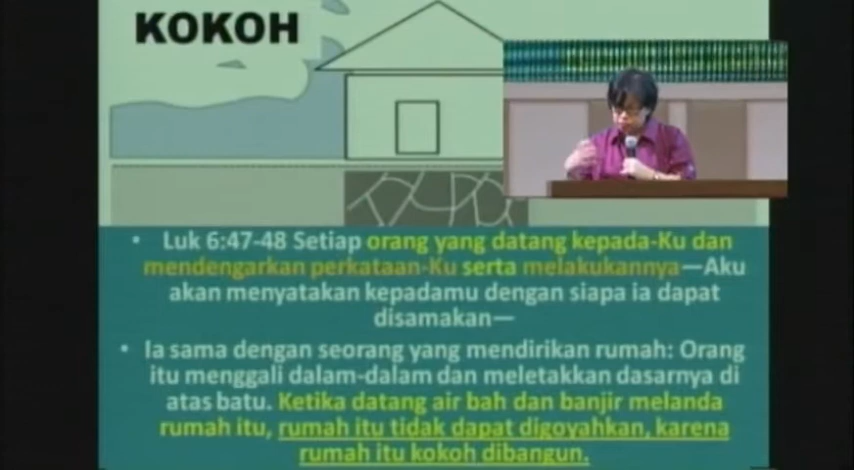 KOKOH
• Luk 6:47-48 Setiap orang yang datang kepada-Ku dan
mendengarkan perkataan-Ku serta melakukannya—Aku
akan menyatakan kepadamu dengan siapa ia dapat
disamakan—
• Ia sama dengan seorang yang mendirikan rumah: Orang
itu menggali dalam-dalam dan meletakkan dasarnya di
atas batu. Ketika datang air bah dan banjir melanda
rumah itu, rumah itu tidak dapat digoyahkan, karena
rumah itu kokoh dibangun.